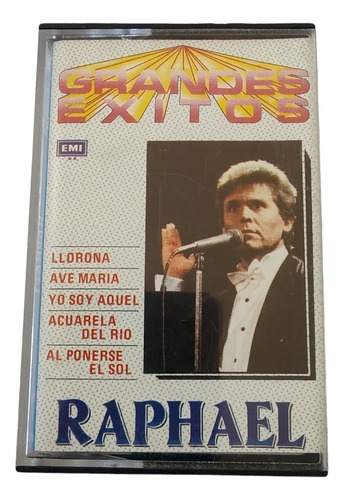 GRANDES
EXITOS
EMI
LLORONA
AVE MARIA
YO SOY AQUEL
ACUARELA
DEL RIO
AL PONERSE
EL SOL
RAPHAEL